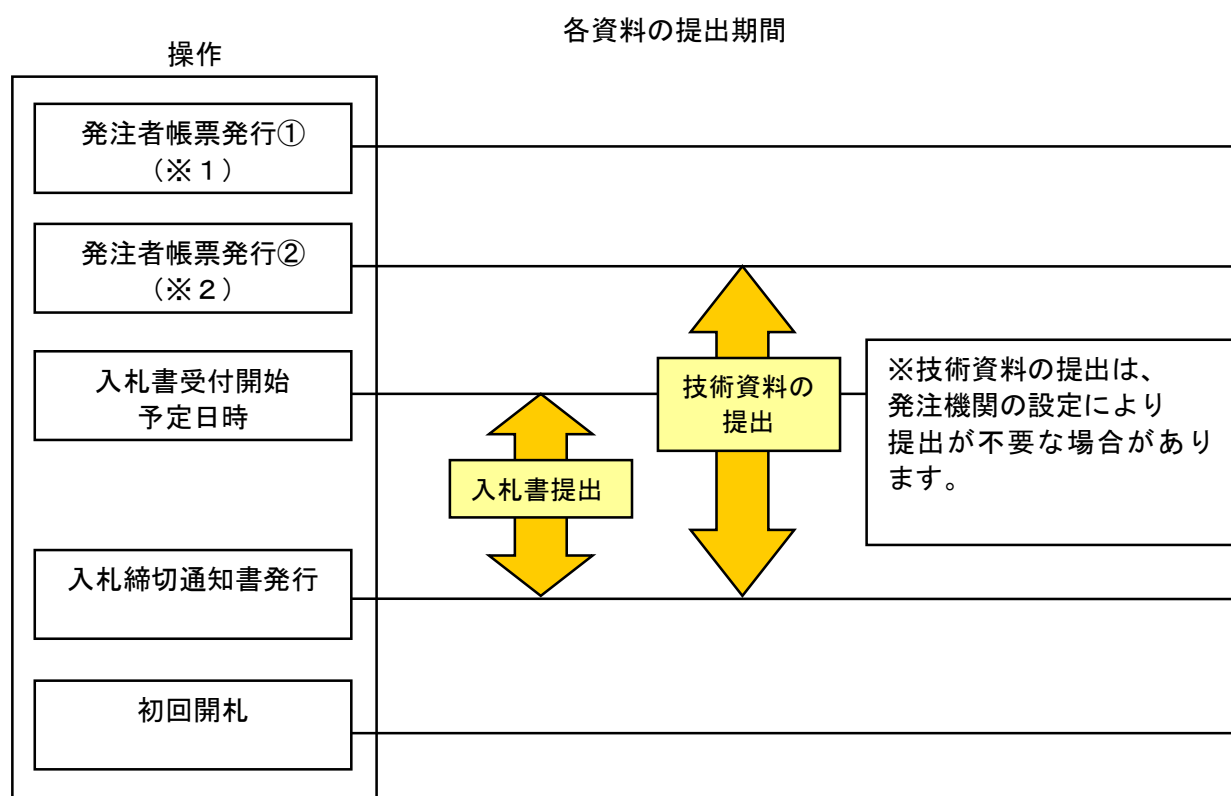 各資料の提出期間
操作
発注者帳票発行①
（※１）
発注者帳票発行②
（※２）
入札書受付開始
予定日時
技術資料の
提出
※技術資料の提出は、
発注機関の設定により
提出が不要な場合があり
ます。
入札書提出
入札締切通知書発行
初回開札